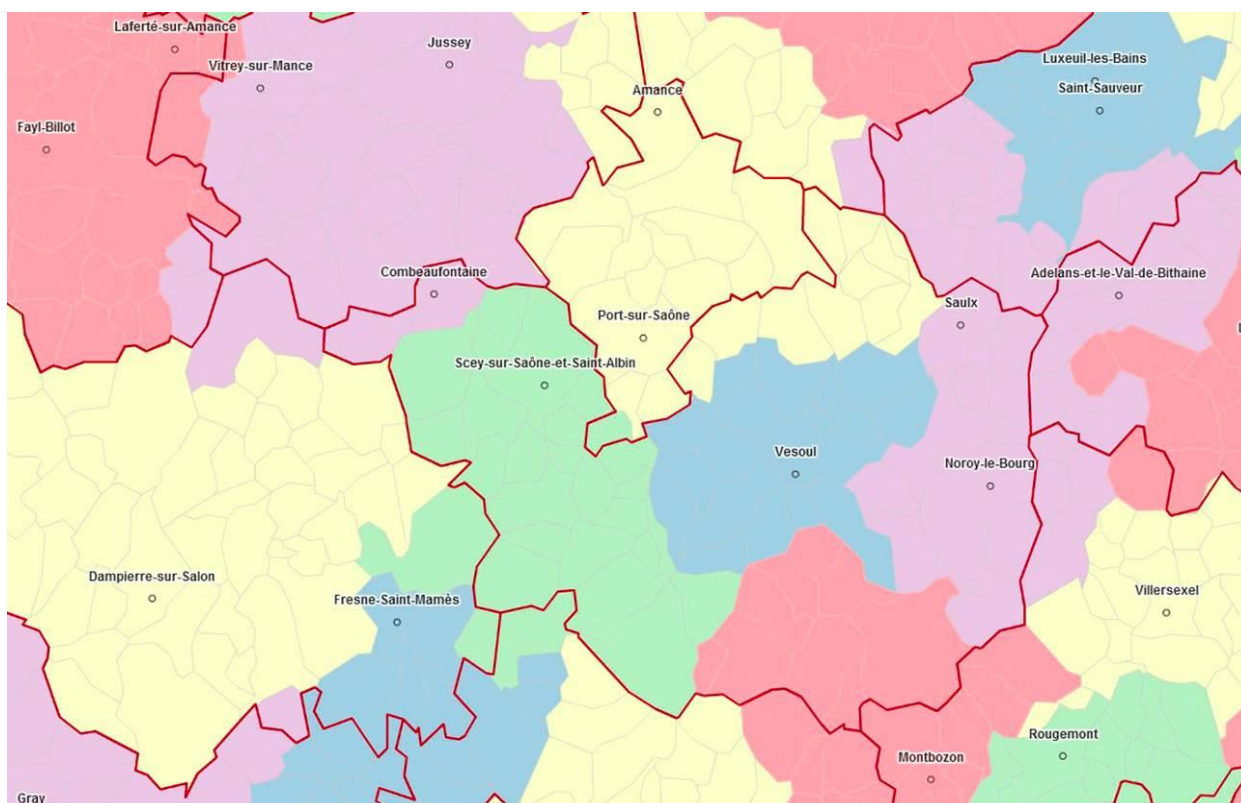 Laferté-sur-Amance
Jussey
Vitrey-sur-Mance
Luxeuil-les-Bains
Saint-Sauveur
Amance
Fayl-Billot
Combeaufontaine
Adelans-et-le-Val-de-Bithaine
Saulx
Port-sur-Saône
Scey-sur-Saône-et-Saint-Albin
Vesoul
Noroy-le-Bourg
Dampierre-sur-Salon
Fresne-Saint-Mamès
Villersexel
Rougemont
Montbozon
Gray